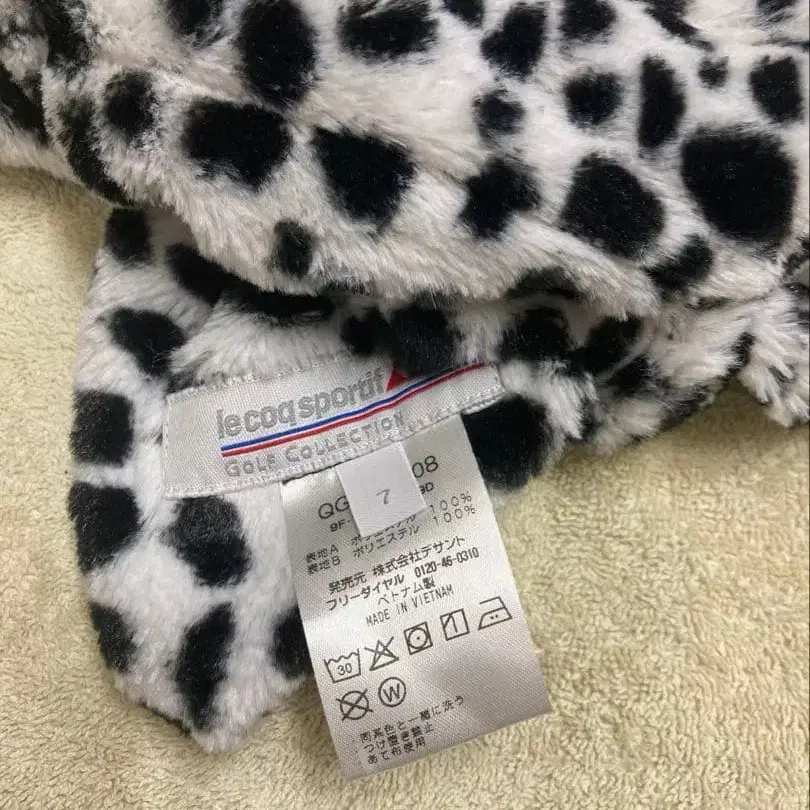 le coq sportif
GOLF COLLECTION
7
QG 08
9F- 9D
表地A ポリエステル 100%
表地B ポリエステル 100%
発売元 株式会社デサント
フリーダイヤル 0120-46-0310
ベトナム製
MADE IN VIETNAM
30
W
同系色と一緒に洗う
つけ置き禁止
あて布使用